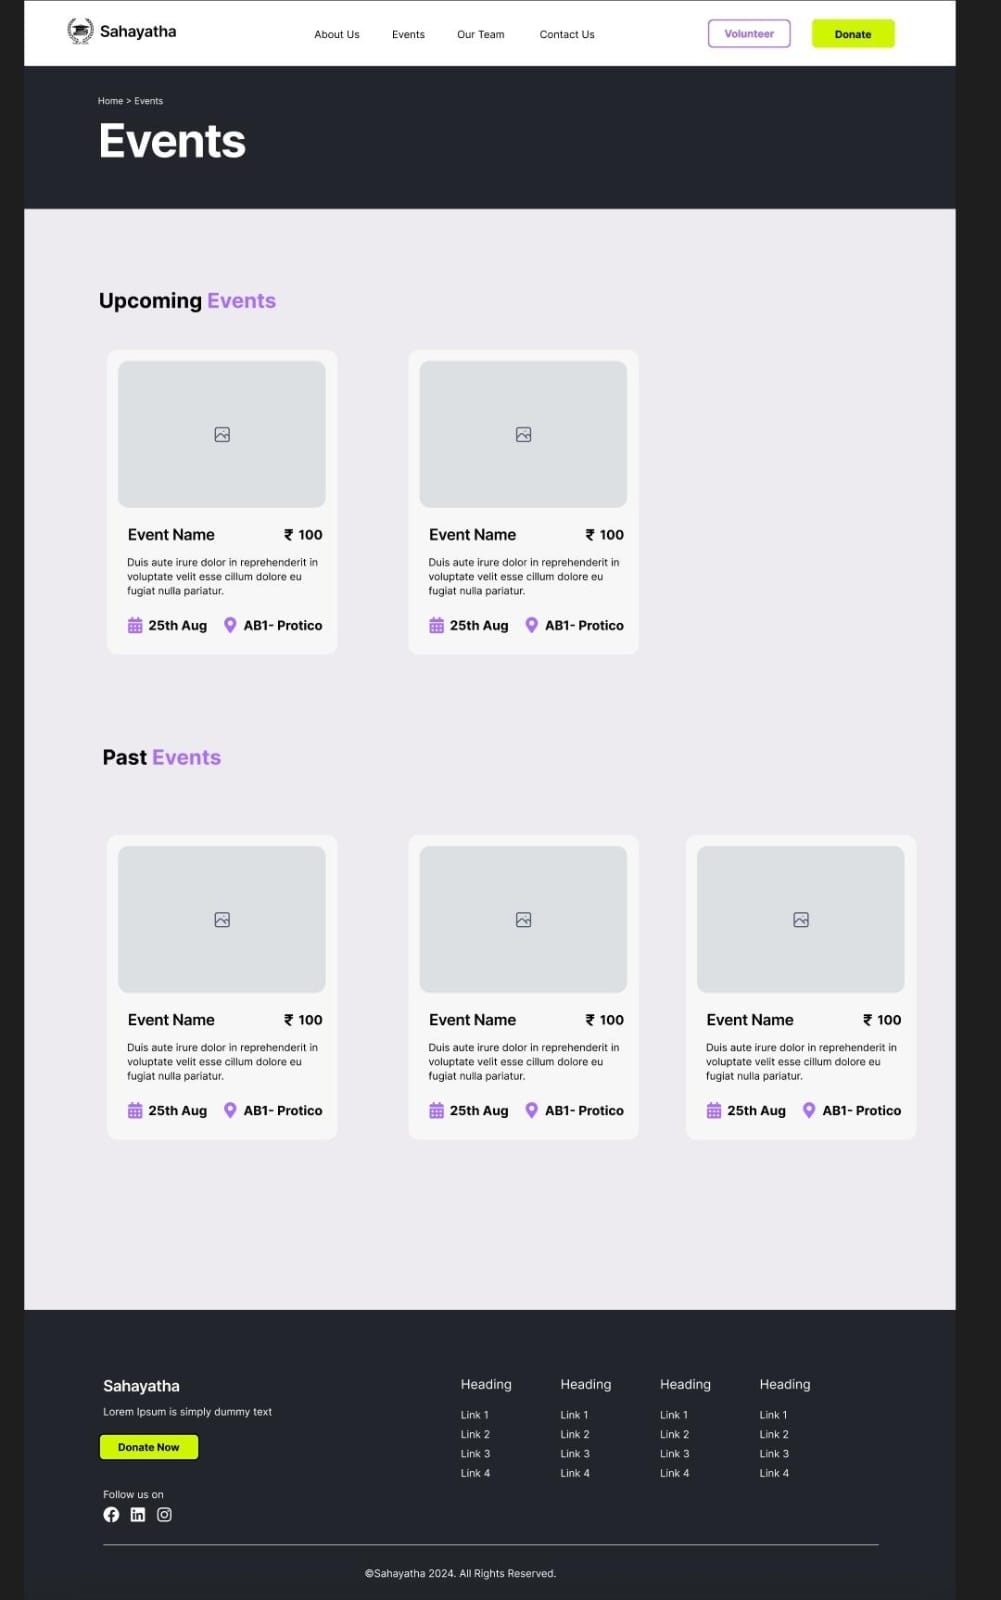 Sahayatha
About Us
Events
Our Team
Contact Us
Volunteer
Donate
Home > Events
Events
Upcoming Events
Event Name
₹ 100
Duis aute irure dolor in reprehenderit in
voluptate velit esse cillum dolore eu
fugiat nulla pariatur.
25th Aug
AB1- Protico
Event Name
₹ 100
Duis aute irure dolor in reprehenderit in
voluptate velit esse cillum dolore eu
fugiat nulla pariatur.
25th Aug
AB1- Protico
Past Events
Event Name
₹ 100
Duis aute irure dolor in reprehenderit in
voluptate velit esse cillum dolore eu
fugiat nulla pariatur.
25th Aug
AB1- Protico
Event Name
₹ 100
Duis aute irure dolor in reprehenderit in
voluptate velit esse cillum dolore eu
fugiat nulla pariatur.
25th Aug
AB1- Protico
Event Name
₹ 100
Duis aute irure dolor in reprehenderit in
voluptate velit esse cillum dolore eu
fugiat nulla pariatur.
25th Aug
AB1- Protico
Sahayatha
Lorem Ipsum is simply dummy text
Donate Now
Follow us on
Heading
Link 1
Link 2
Link 3
Link 4
Heading
Link 1
Link 2
Link 3
Link 4
Heading
Link 1
Link 2
Link 3
Link 4
Heading
Link 1
Link 2
Link 3
Link 4
©Sahayatha 2024. All Rights Reserved.